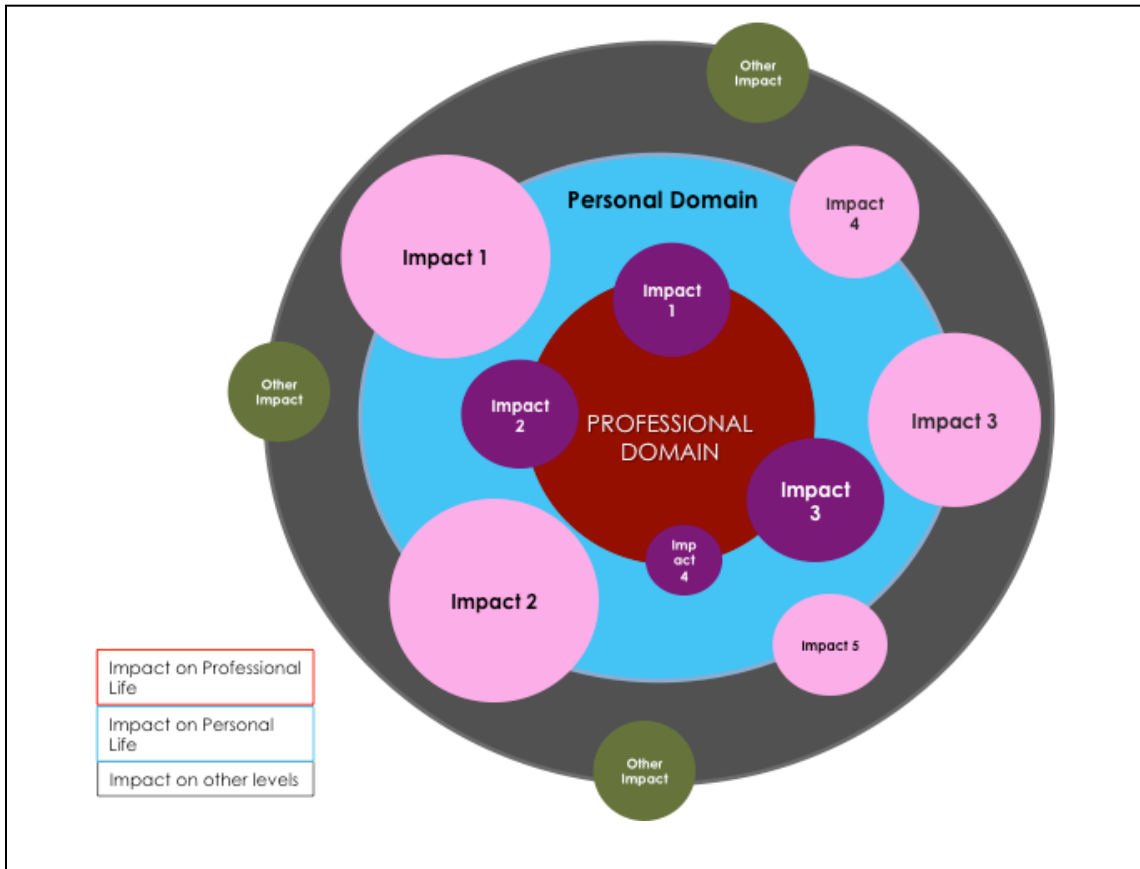 Other
Impact
Personal Domain
Impact
4
Impact 1
Impact
1
Other
Impact
Impact
2
PROFESSIONAL
DOMAIN
Impact 3
Impact
3
Imp
act
4
Impact 2
Impact 5
Other
Impact
Impact on Professional
Life
Impact on Personal
Life
Impact on other levels